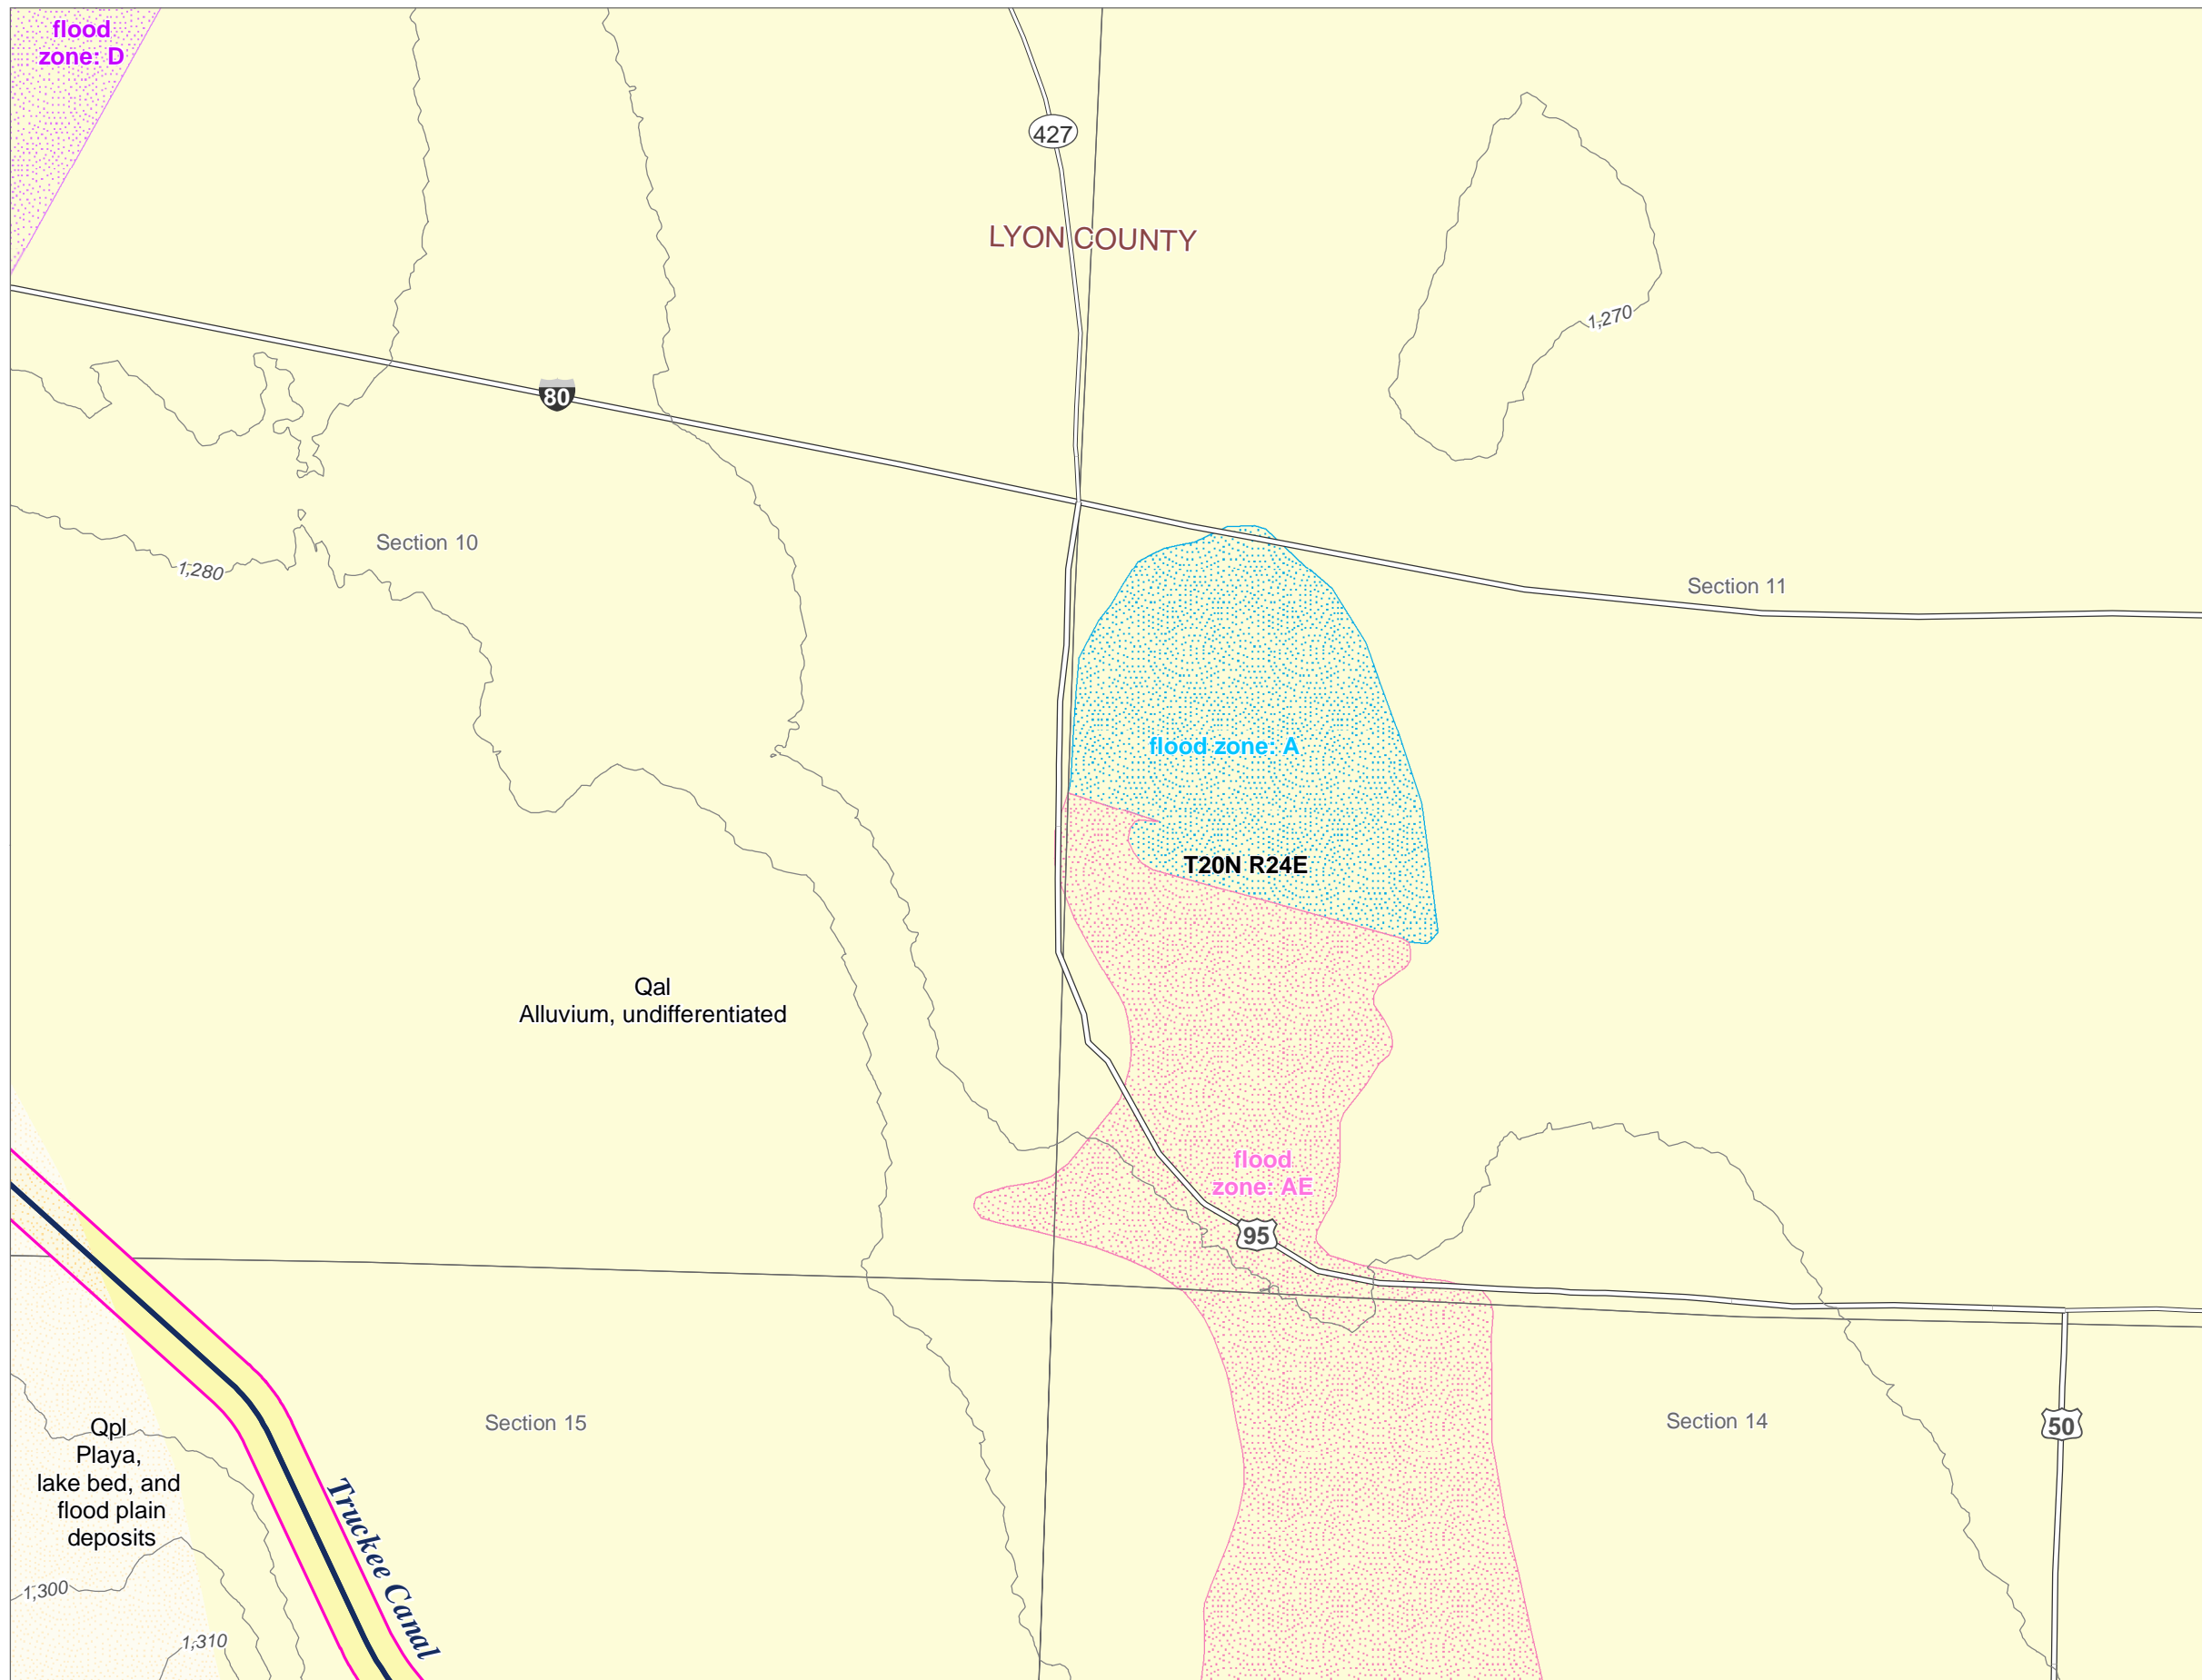 flood
zone: D
427
LYON COUNTY
1,270
80
Section 10
1,280
Section 11
flood zone: A
T20N R24E
Qal
Alluvium, undifferentiated
flood
zone: AE
95
Section 15
Section 14
50
Qpl
Playa,
lake bed, and
flood plain
deposits
Truckee Canal
1,300
1,310